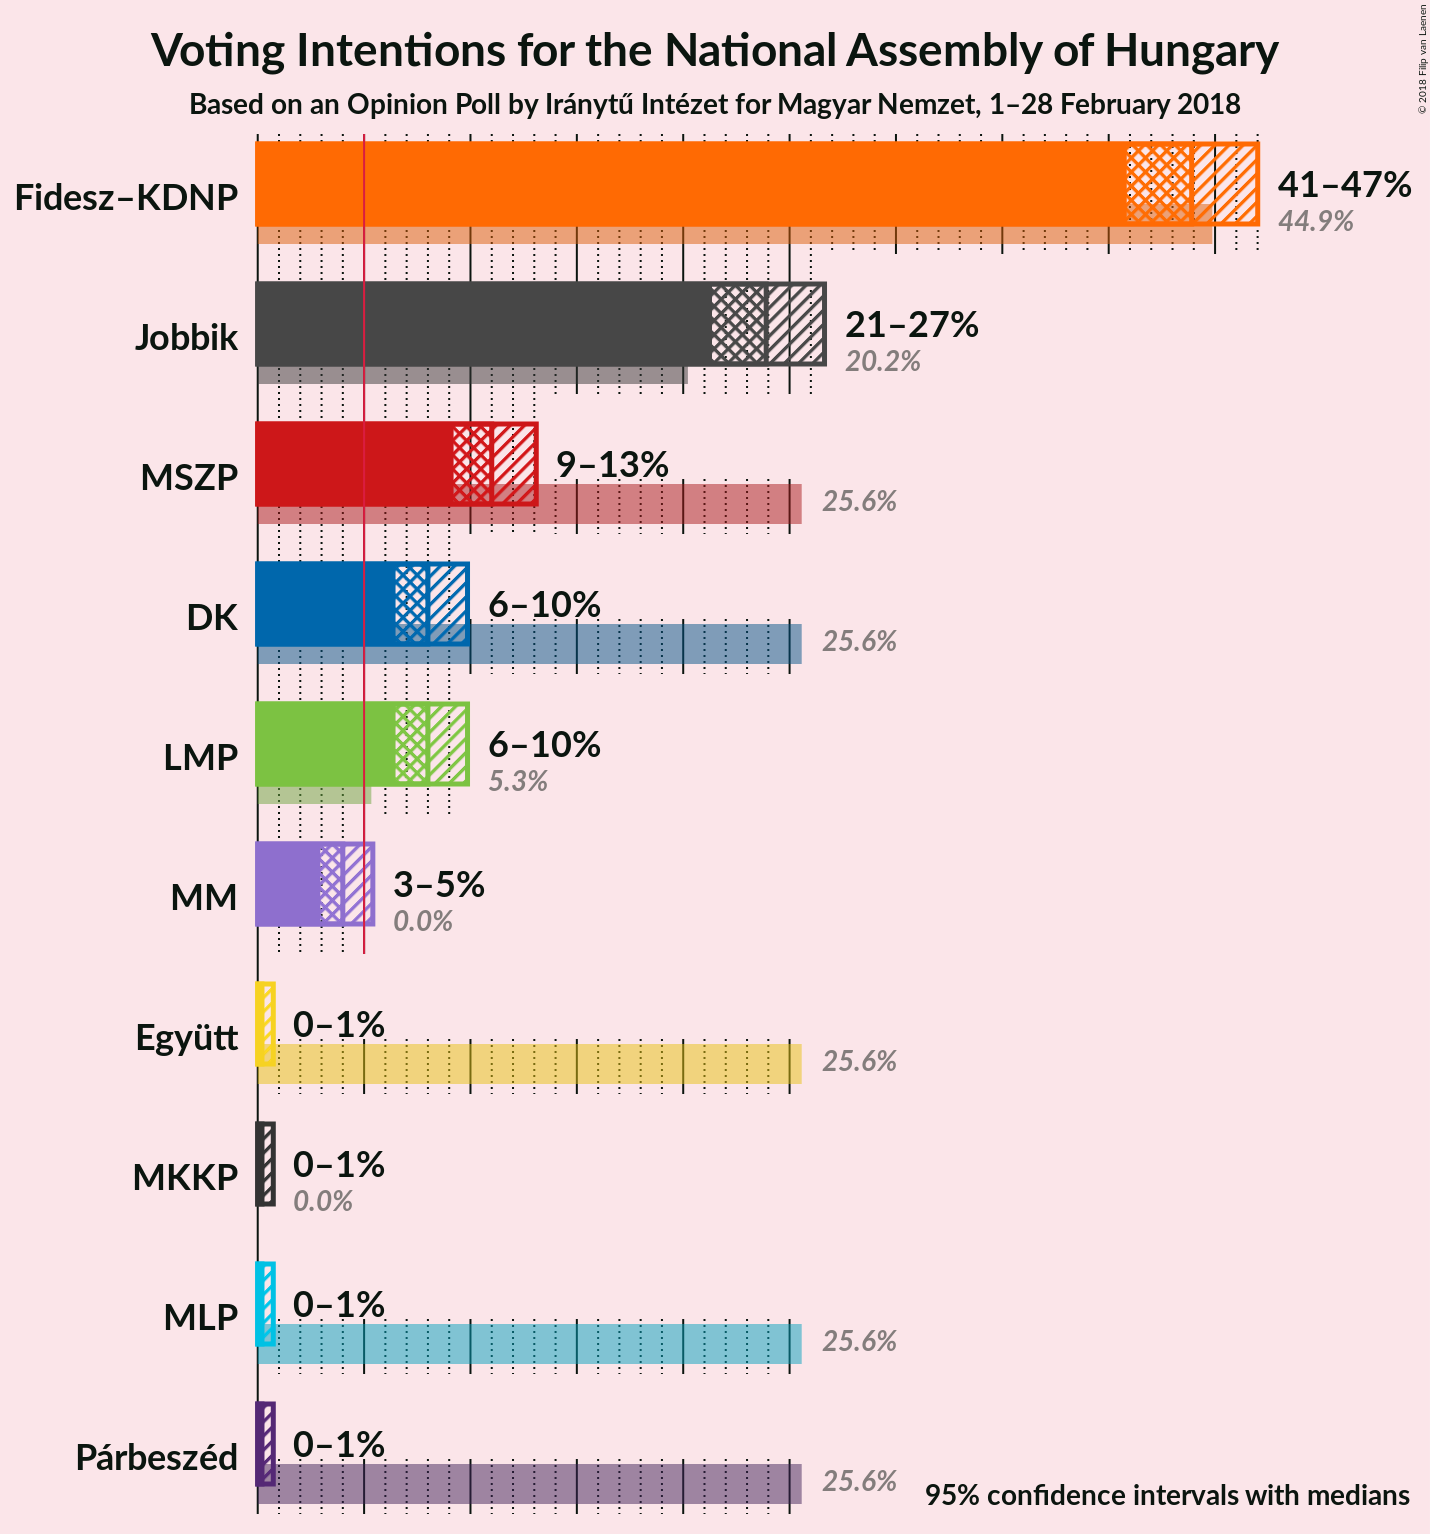 Voting Intentions for the National Assembly of Hungary
Based on an Opinion Poll by Iránytű Intézet for Magyar Nemzet, 1–28 February 2018
© 2018 Filip van Laenen
Fidesz–KDNP
41–47%
44.9%
Jobbik
21–27%
20.2%
MSZP
9–13%
25.6%
DK
6–10%
25.6%
LMP
6–10%
5.3%
MM
3–5%
0.0%
Együtt
0–1%
25.6%
MKKP
0–1%
0.0%
MLP
0–1%
25.6%
Párbeszéd
0–1%
25.6%
95% confidence intervals with medians